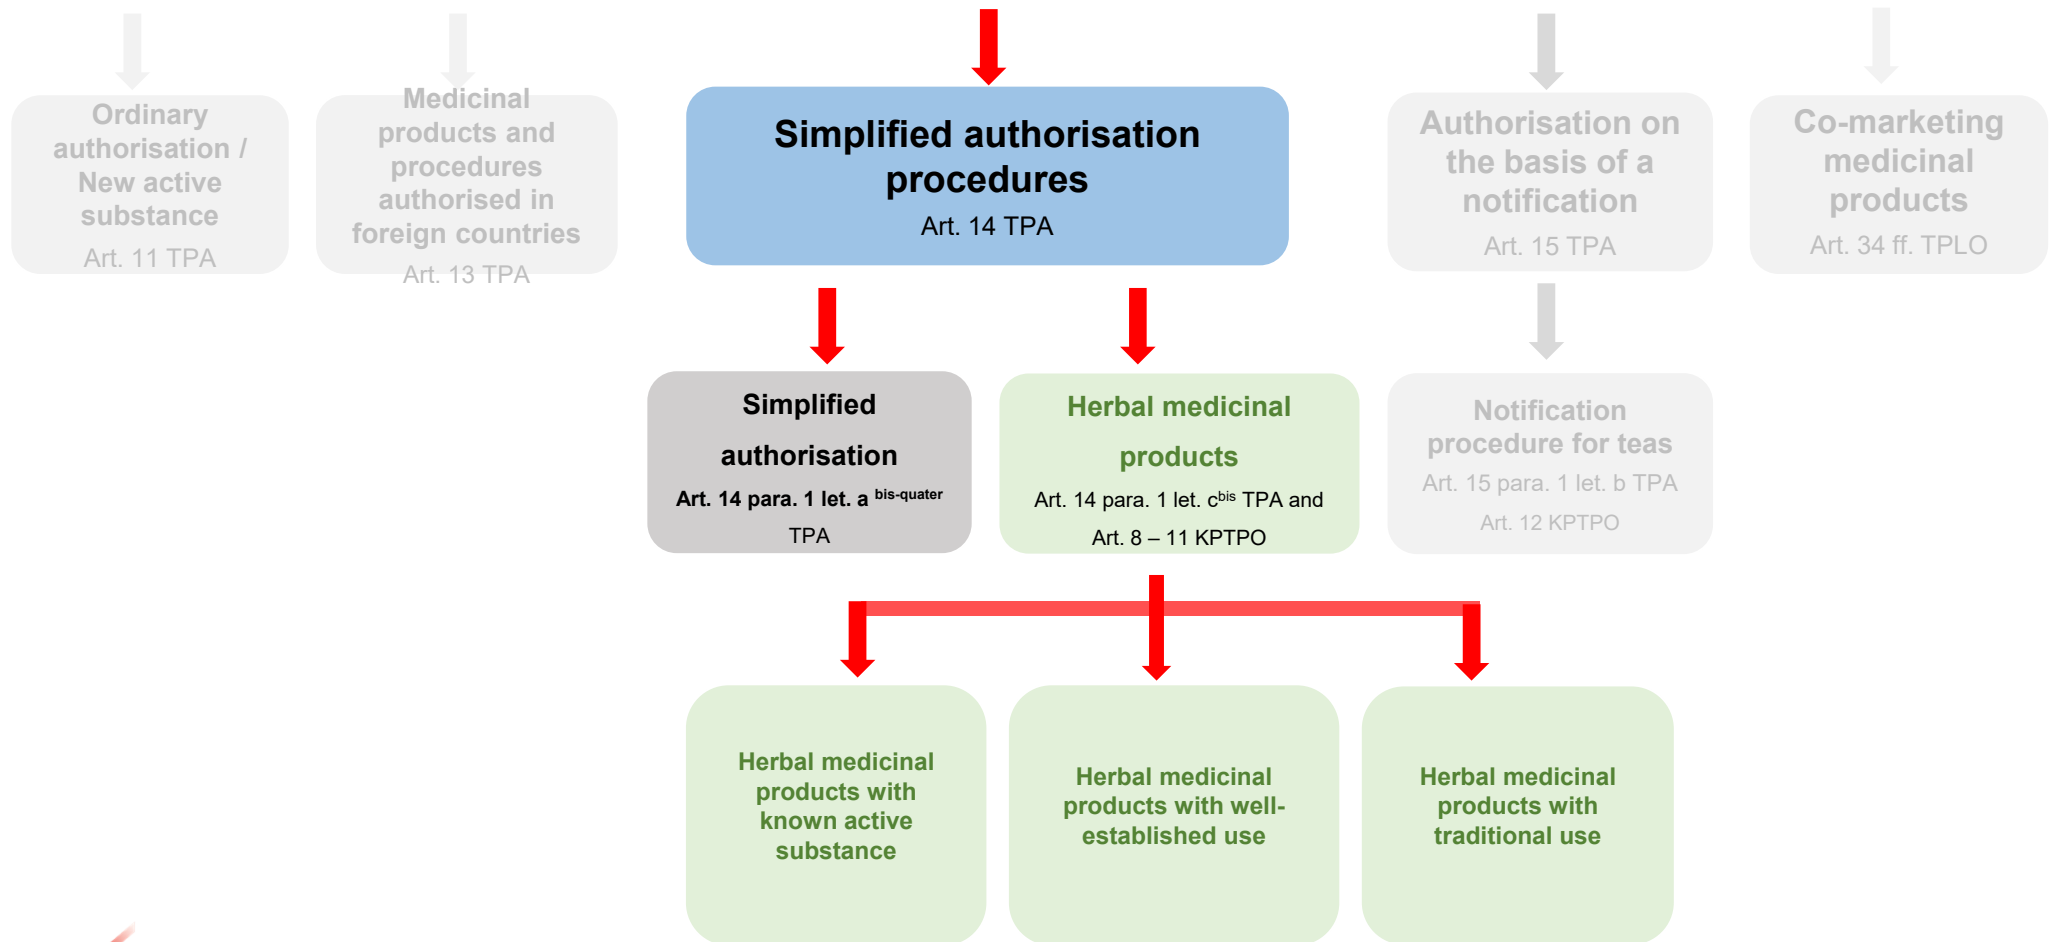 Ordinary
authorisation /
New active
substance
Art. 11 TPA
Medicinal
products and
procedures
authorised in
foreign countries
Art. 13 TPA
Simplified authorisation
procedures
Art. 14 TPA
Authorisation on
the basis of a
notification
Art. 15 TPA
Co-marketing
medicinal
products
Art. 34 ff. TPLO
Simplified
authorisation
Art. 14 para. 1 let. a bis-quater
TPA
Herbal medicinal
products
Art. 14 para. 1 let. cbis TPA and
Art. 8 – 11 KPTPO
Notification
procedure for teas
Art. 15 para. 1 let. b TPA
Art. 12 KPTPO
Herbal medicinal
products with
known active
substance
Herbal medicinal
products with well-
established use
Herbal medicinal
products with
traditional use